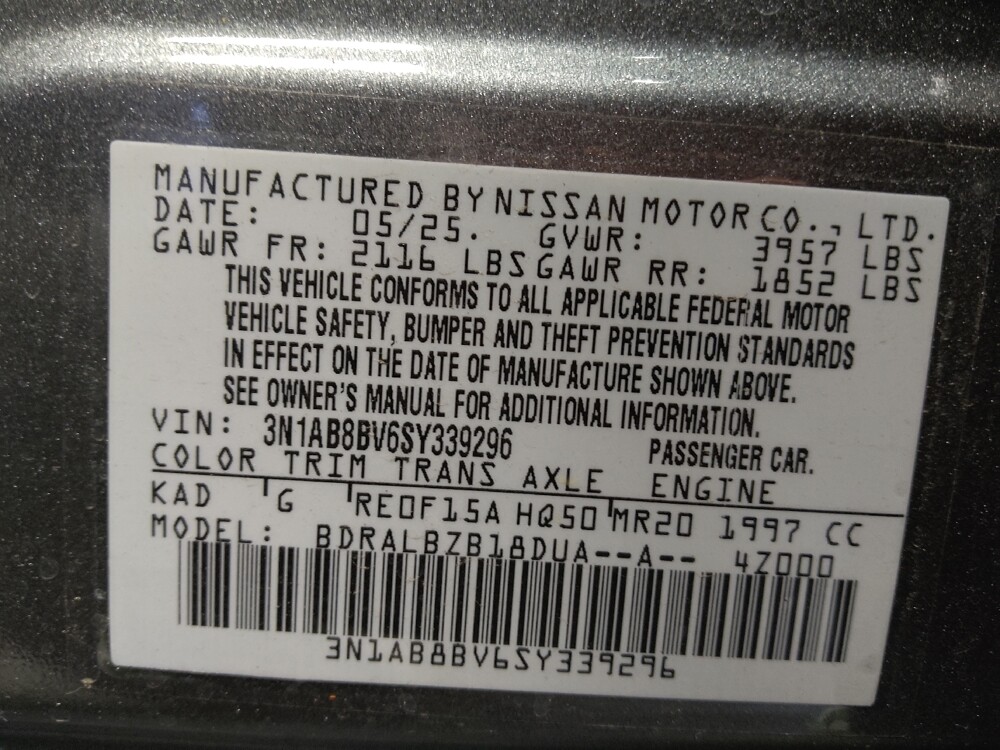 MANUFACTURED BY NISSAN MOTOR CO., LTD.
DATE: 05/25. GVWR: 3957 LBS
GAWR FR: 2116 LBS GAWR RR: 1852 LBS
THIS VEHICLE CONFORMS TO ALL APPLICABLE FEDERAL MOTOR
VEHICLE SAFETY, BUMPER AND THEFT PREVENTION STANDARDS
IN EFFECT ON THE DATE OF MANUFACTURE SHOWN ABOVE.
SEE OWNER'S MANUAL FOR ADDITIONAL INFORMATION.
VIN: 3N1AB8BV6SY339296 PASSENGER CAR.
COLOR TRIM TRANS AXLE ENGINE
KAD G RE0F15A HQ50 MR20 1997 CC
MODEL: BDRALBZB18DUA--A-- 4Z000
3N1AB8BV6SY339296